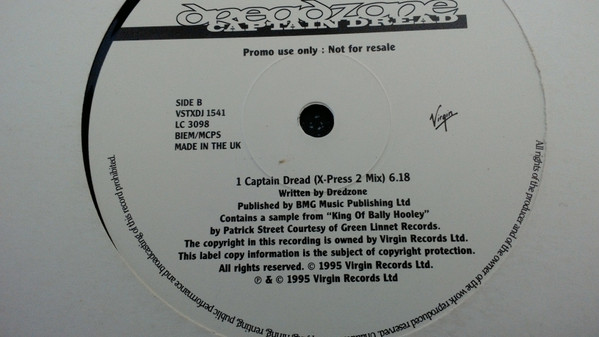 dreadzone
CAPTAIN DREAD
Promo use only : Not for resale
SIDE B
VSTXDJ 1541
LC 3098
BIEM/MCPS
MADE IN THE UK
Virgin
1 Captain Dread (X-Press 2 Mix) 6.18
Written by Dredzone
Published by BMG Music Publishing Ltd
Contains a sample from "King Of Bally Hooley"
by Patrick Street Courtesy of Green Linnet Records.
The copyright in this recording is owned by Virgin Records Ltd.
This label copy information is the subject of copyright protection.
All rights reserved. © 1995 Virgin Records Ltd.
℗ & © 1995 Virgin Records Ltd
All rights of the producer and of the owner of the work reproduced reserved. renting, public performance and broadcasting of this record prohibited.